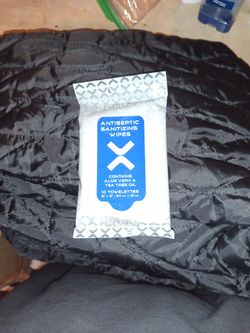 ANTISEPTIC
SANITIZING
WIPES
X
CONTAINS
ALOE VERA &
TEA TREE OIL
10 TOWELETTES